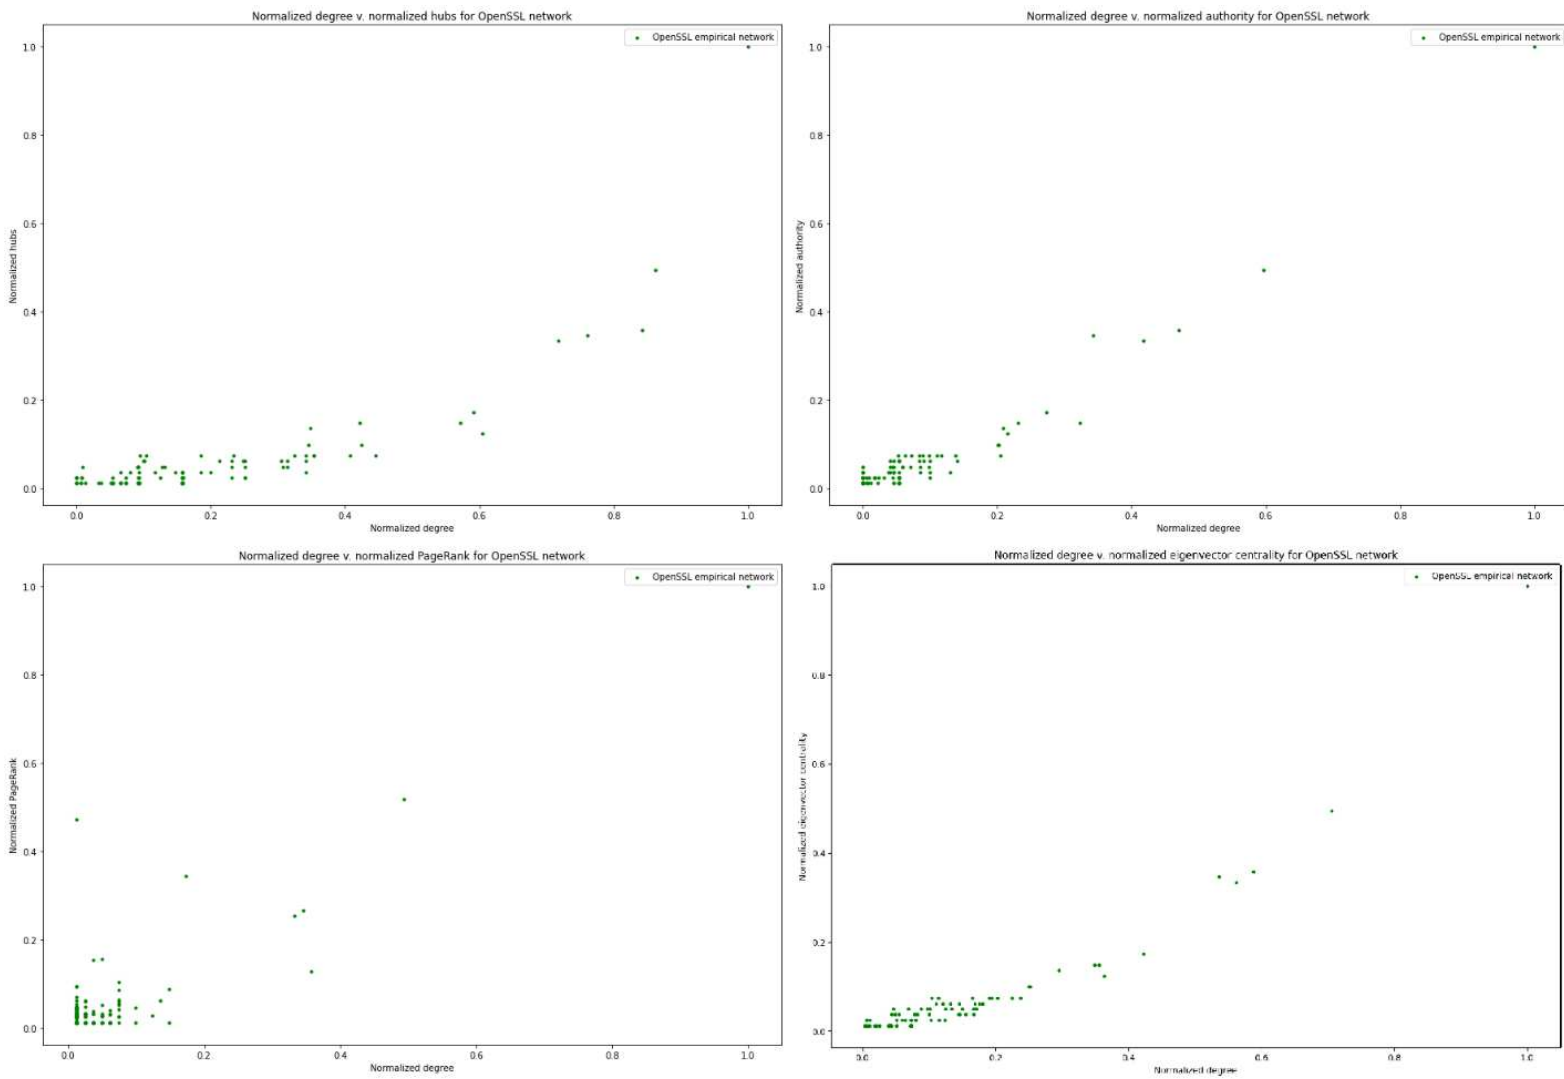 Normalized degree v. normalized hubs for OpenSSL network
OpenSSL empirical network
1.0
0.8
0.6
0.4
0.2
0.0
Normalized hubs
0.0 0.2 0.4 0.6 0.8 1.0
Normalized degree
Normalized degree v. normalized authority for OpenSSL network
OpenSSL empirical network
1.0
0.8
0.6
0.4
0.2
0.0
Normalized authority
0.0 0.2 0.4 0.6 0.8 1.0
Normalized degree
Normalized degree v. normalized PageRank for OpenSSL network
OpenSSL empirical network
1.0
0.8
0.6
0.4
0.2
0.0
Normalized PageRank
0.0 0.2 0.4 0.6 0.8 1.0
Normalized degree
Normalized degree v. normalized eigenvector centrality for OpenSSL network
OpenSSL empirical network
1.0
0.8
0.6
0.4
0.2
0.0
Normalized eigenvector centrality
0.0 0.2 0.4 0.6 0.8 1.0
Normalized degree